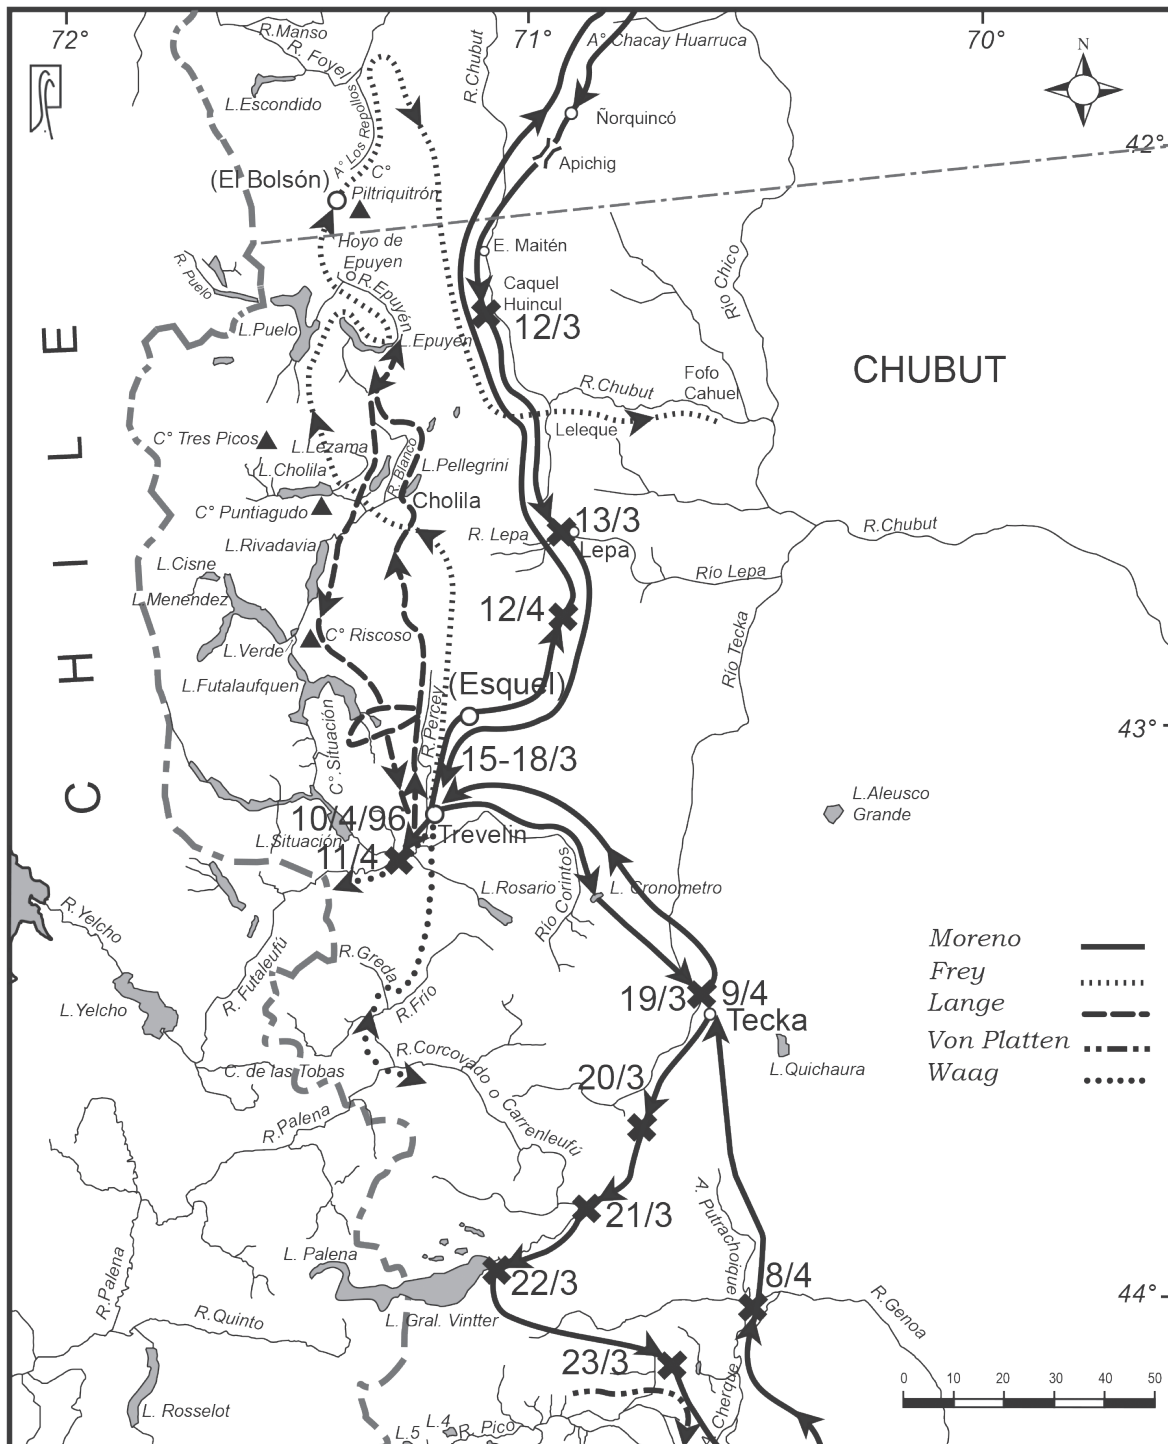 72°
71°
70°
R.Manso
R. Foyel
R.Chubut
A° Chacay Huarruca
N
L.Escondido
A° Los Repollos
Ñorquincó
42°
Apichig
(El Bolsón)
C°
Piltriquitrón
Hoyo de
Epuyen
E. Maitén
R. Puelo
R.Epuyén
Caquel
Huincul
Río Chico
12/3
L.Puelo
L.Epuyen
CHILE
CHUBUT
R.Chubut
Fofo
Cahuel
Leleque
C° Tres Picos
L.Lezama
R.Blanco
L.Pellegrini
L.Cholila
Cholila
C° Puntiagudo
13/3
R. Lepa
Lepa
R.Chubut
L.Rivadavia
L.Cisne
Río Lepa
L.Menendez
12/4
C° Riscoso
L.Verde
Río Tecka
L.Futalaufquen
(Esquel)
R.Percey
C°.Situación
43°
15-18/3
L.Aleusco
Grande
10/4/96
Trevelin
L.Situación
11/4
L.Rosario
Río Corintos
L. Cronometro
R.Yelcho
R. Futaleufú
R.Greda
R.Frío
Moreno
Frey
Lange
Von Platten
Waag
19/3
9/4
Tecka
L.Yelcho
R.Corcovado o Carrenleufú
L.Quichaura
C. de las Tobas
20/3
R.Palena
A. Putrachoique
21/3
L. Palena
22/3
8/4
44°
R.Palena
R.Quinto
L. Gral. Vintter
R.Genoa
23/3
A. Cherque
0 10 20 30 40 50
L. Rosselot
L.4
L.5
R. Pico